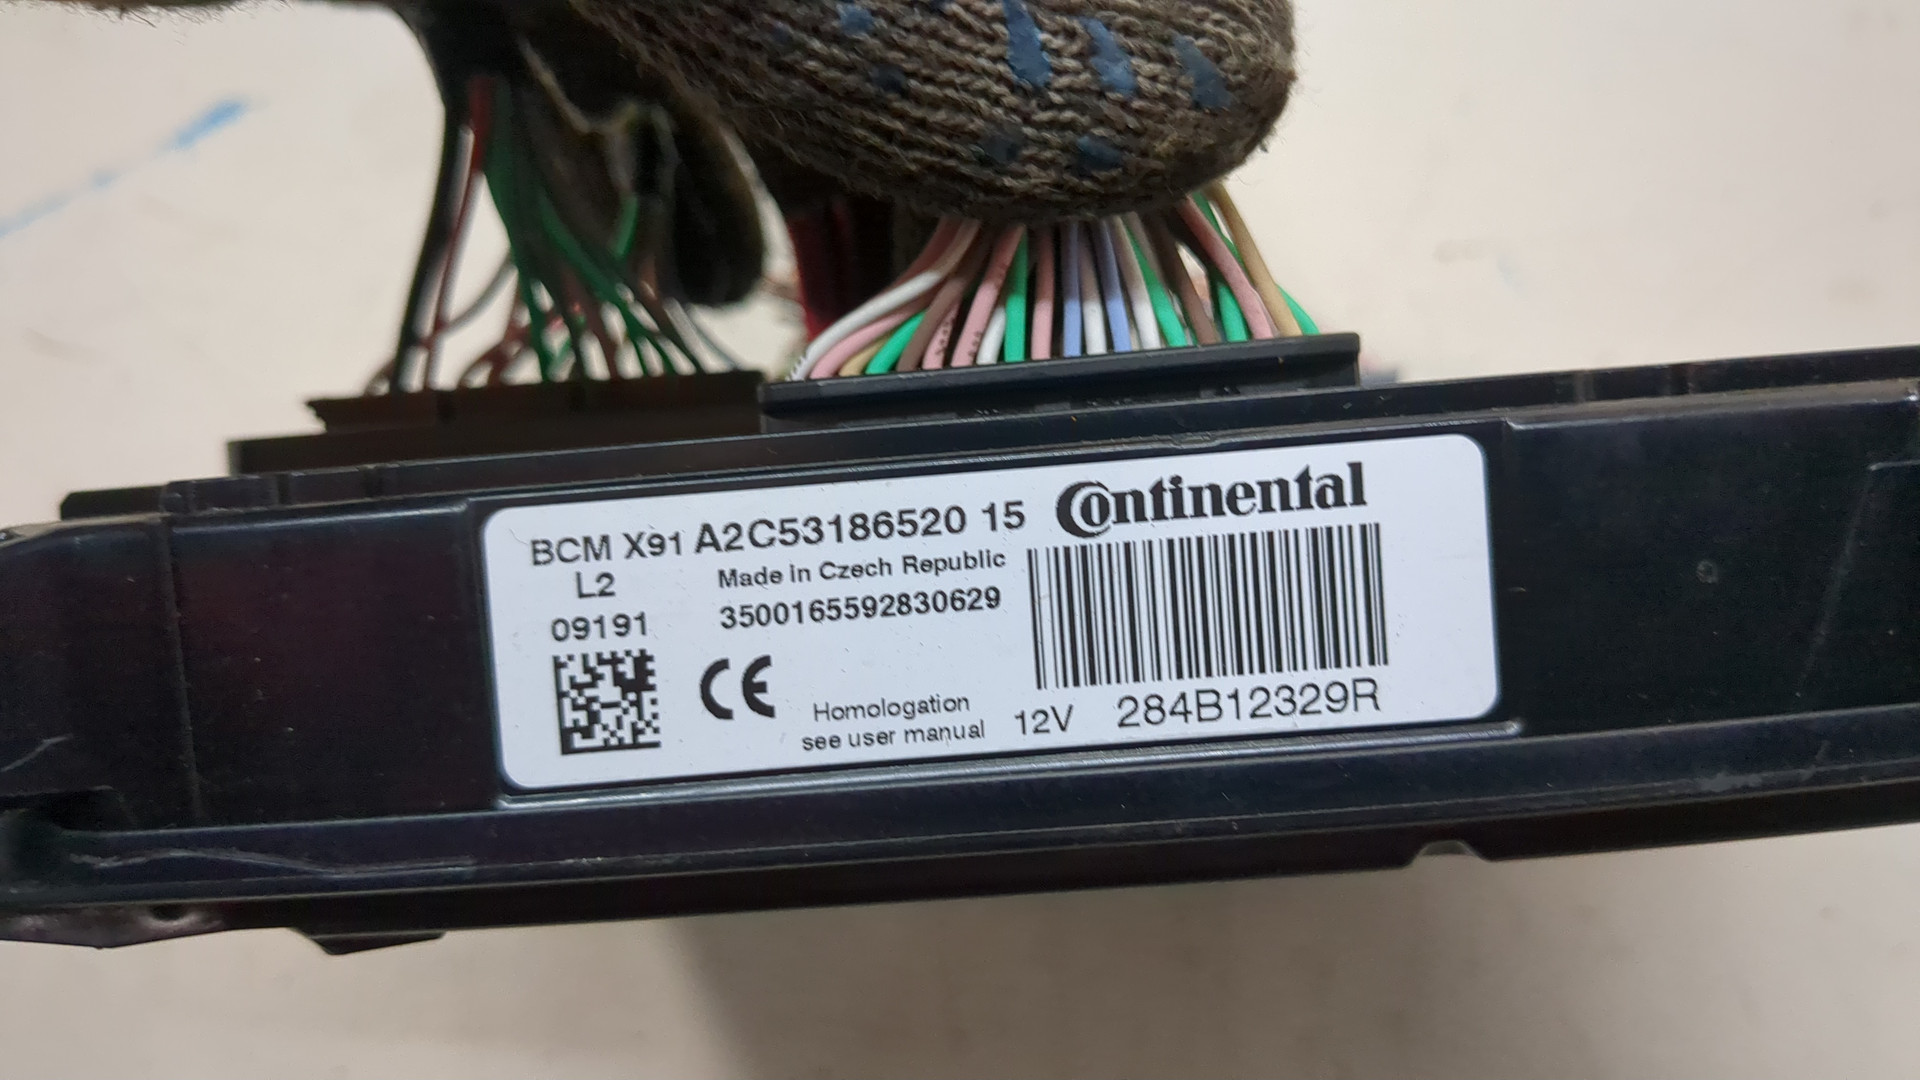 BCM X91 A2C53186520 15 Continental
L2
Made in Czech Republic
09191
3500165592830629
CE
Homologation
see user manual
12V 284B12329R